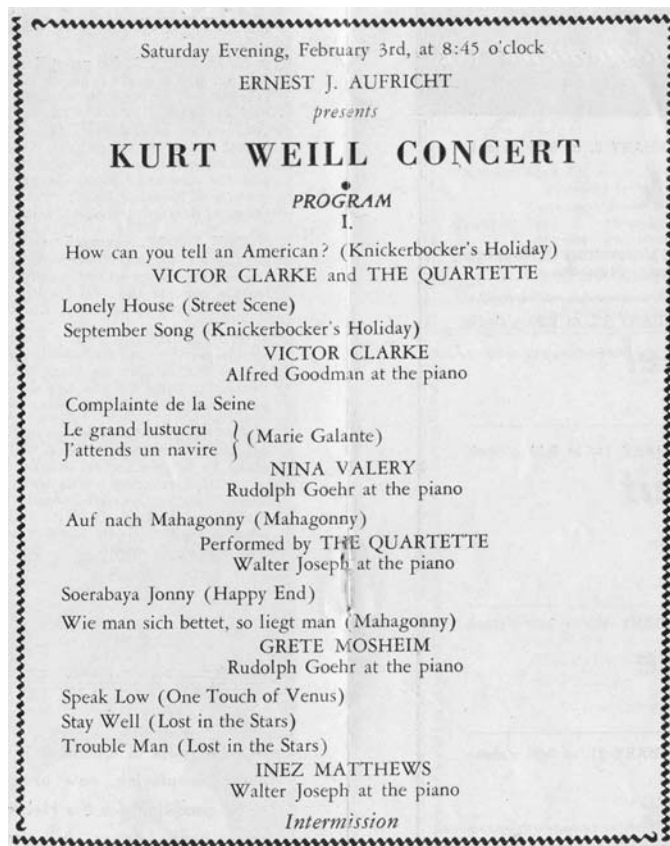 Saturday Evening, February 3rd, at 8:45 o'clock
ERNEST J. AUFRICHT
presents
KURT WEILL CONCERT
PROGRAM
I.
How can you tell an American? (Knickerbocker's Holiday)
VICTOR CLARKE and THE QUARTETTE
Lonely House (Street Scene)
September Song (Knickerbocker's Holiday)
VICTOR CLARKE
Alfred Goodman at the piano
Complainte de la Seine
Le grand lustucru
J'attends un navire } (Marie Galante)
NINA VALERY
Rudolph Goehr at the piano
Auf nach Mahagonny (Mahagonny)
Performed by THE QUARTETTE
Walter Joseph at the piano
Soerabaya Jonny (Happy End)
Wie man sich bettet, so liegt man (Mahagonny)
GRETE MOSHEIM
Rudolph Goehr at the piano
Speak Low (One Touch of Venus)
Stay Well (Lost in the Stars)
Trouble Man (Lost in the Stars)
INEZ MATTHEWS
Walter Joseph at the piano
Intermission